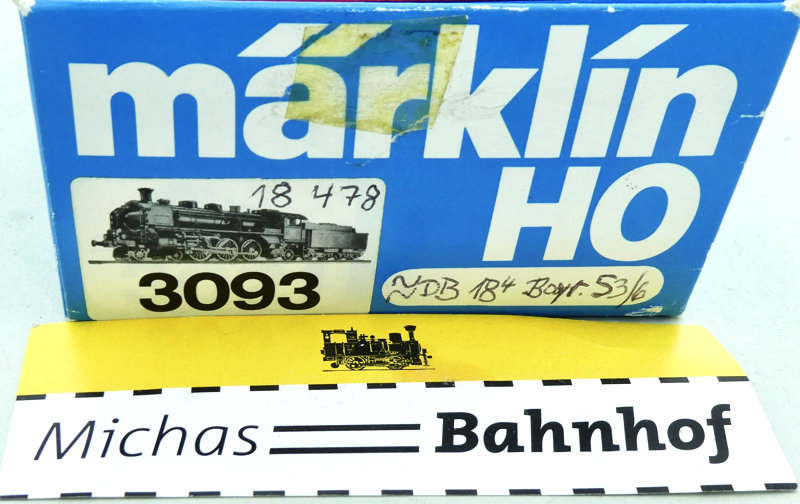 märklin
HO
18 478
3093
~DB 18⁴ Bayr. S3/6
Michas Bahnhof